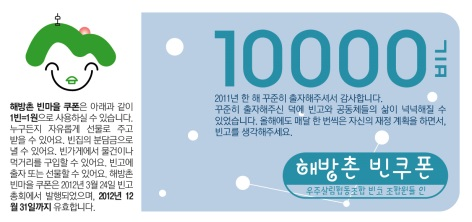 해방촌 빈마을 쿠폰은 아래와 같이
1빈=1원으로 사용하실 수 있습니다.
누구든지 자유롭게 선물로 주고
받을 수 있어요. 빈집의 분담금으로
낼 수 있어요. 빈가게에서 물건이나
먹거리를 구입할 수 있어요. 빈고에
출자 또는 선물할 수 있어요. 해방촌
빈마을 쿠폰은 2012년 3월 24일 빈고
총회에서 발행되었으며, 2012년 12
월 31일까지 유효합니다.
10000빈
2011년 한 해 꾸준히 출자해주셔서 감사합니다.
꾸준히 출자해주신 덕에 빈고와 공동체들의 삶이 넉넉해질 수
있었습니다. 올해에도 매달 한 번씩은 자신의 재정 계획을 하면서,
빈고를 생각해주세요.
해방촌 빈쿠폰
우주살림협동조합 빈고 조합원들 인